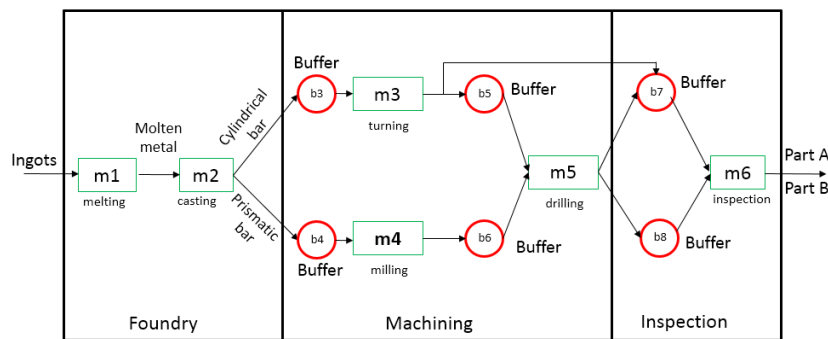 Ingots
m1
melting
Molten
metal
m2
casting
Cylindrical
bar
Prismatic
bar
Buffer
b3
m3
turning
b5
Buffer
b4
Buffer
m4
milling
b6
Buffer
m5
drilling
b7
Buffer
b8
Buffer
m6
inspection
Part A
Part B
Foundry
Machining
Inspection